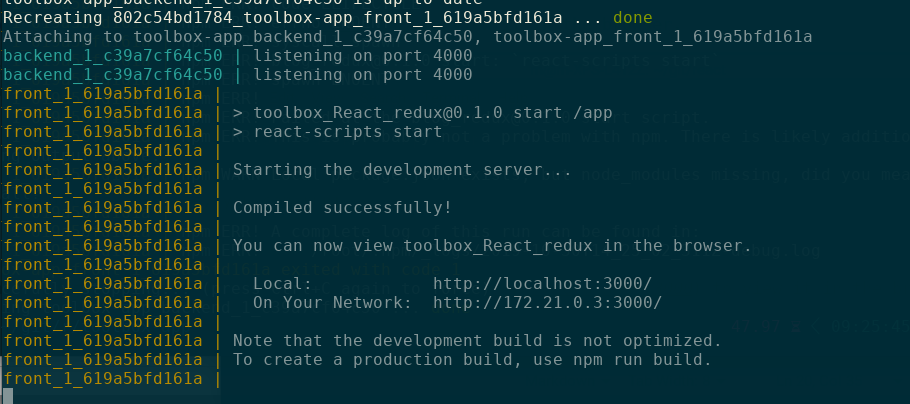 toolbox-app_backend_1_c39a7cf64c50 is up to date
Recreating 802c54bd1784_toolbox-app_front_1_619a5bfd161a ... done
Attaching to toolbox-app_backend_1_c39a7cf64c50, toolbox-app_front_1_619a5bfd161a
backend_1_c39a7cf64c50 | listening on port 4000
backend_1_c39a7cf64c50 | listening on port 4000
front_1_619a5bfd161a |
front_1_619a5bfd161a | > toolbox_React_redux@0.1.0 start /app
front_1_619a5bfd161a | > react-scripts start
front_1_619a5bfd161a |
front_1_619a5bfd161a | Starting the development server...
front_1_619a5bfd161a |
front_1_619a5bfd161a | Compiled successfully!
front_1_619a5bfd161a |
front_1_619a5bfd161a | You can now view toolbox_React_redux in the browser.
front_1_619a5bfd161a |
front_1_619a5bfd161a |   Local:            http://localhost:3000/
front_1_619a5bfd161a |   On Your Network:  http://172.21.0.3:3000/
front_1_619a5bfd161a |
front_1_619a5bfd161a | Note that the development build is not optimized.
front_1_619a5bfd161a | To create a production build, use npm run build.
front_1_619a5bfd161a |